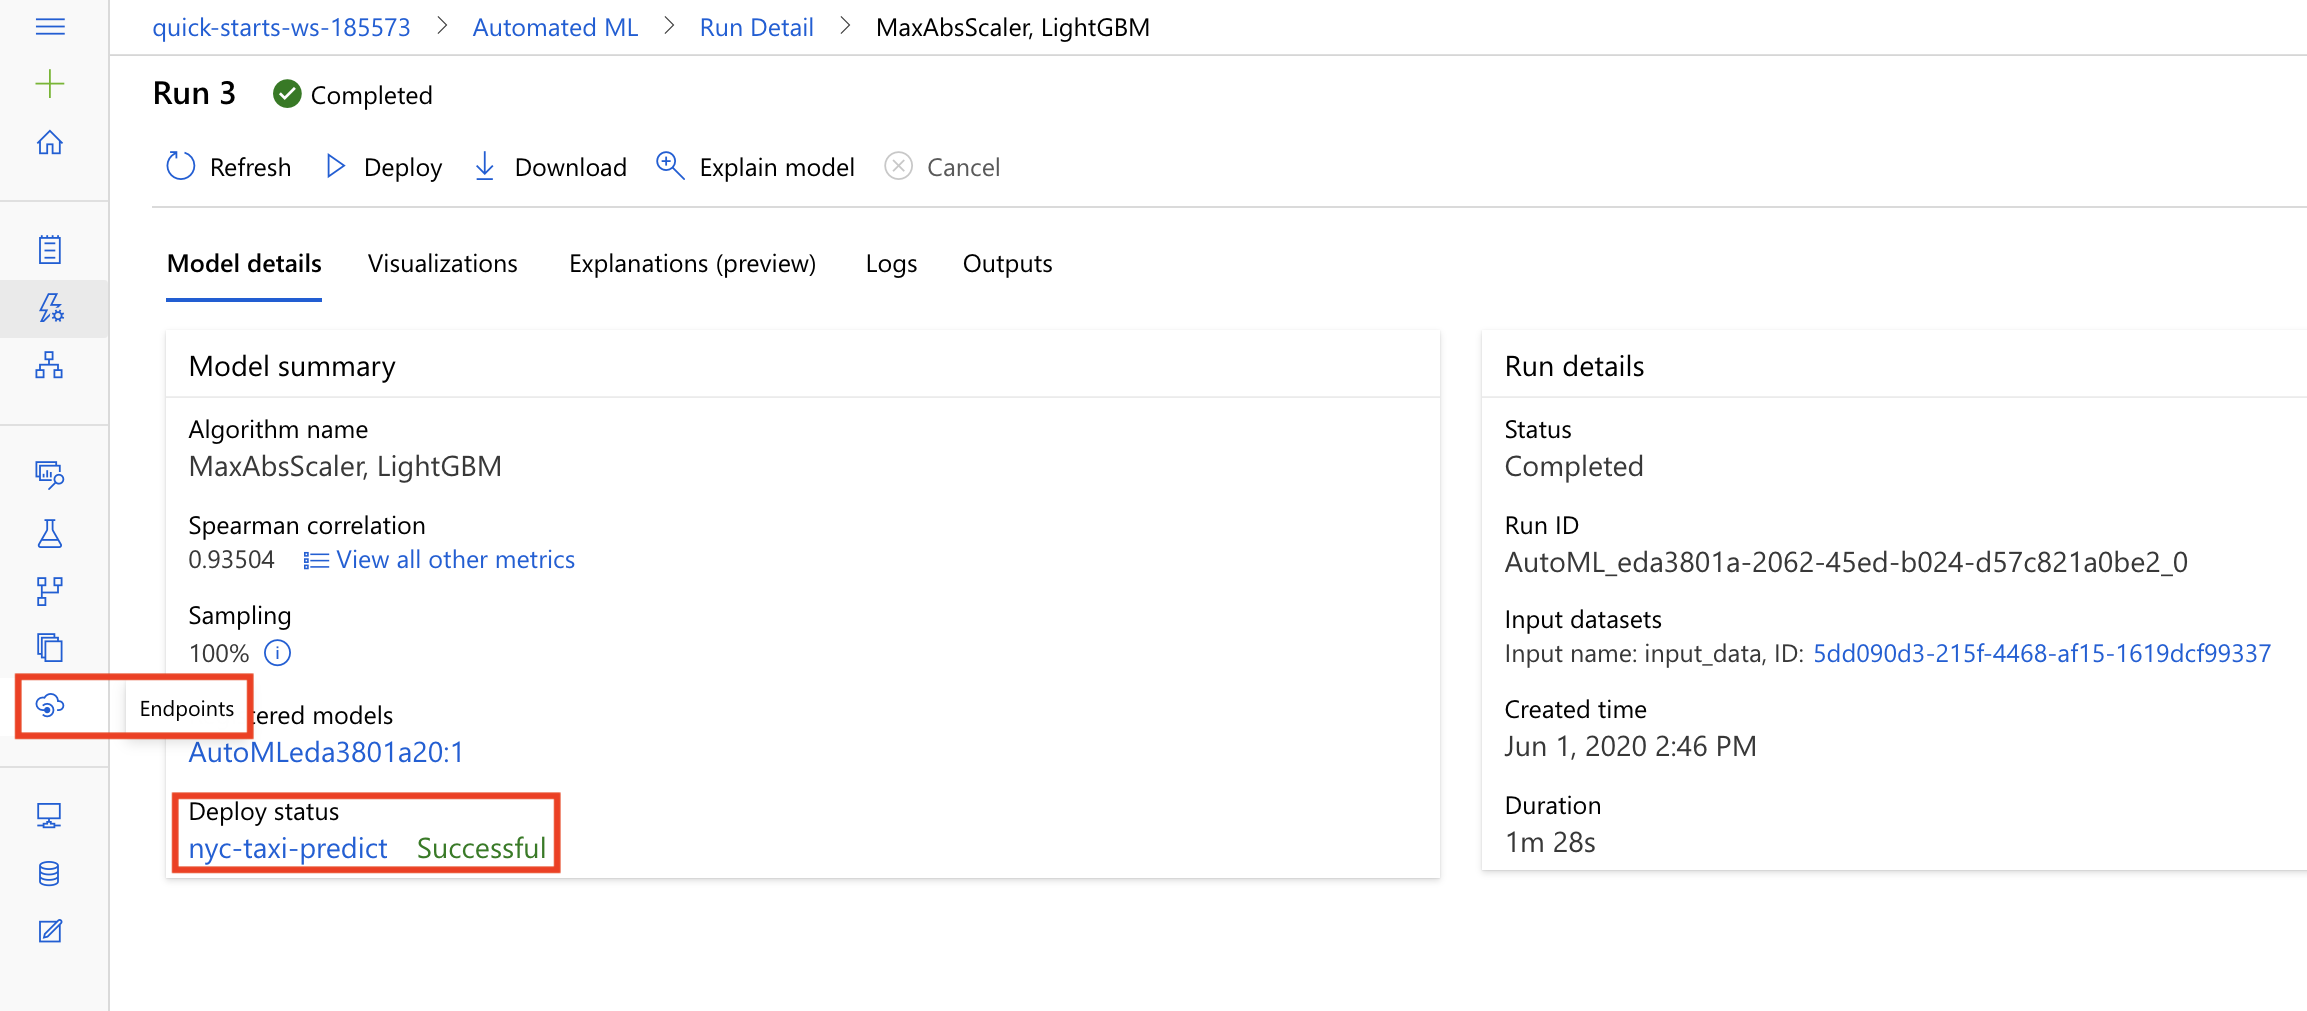 quick-starts-ws-185573 > Automated ML > Run Detail > MaxAbsScaler, LightGBM
Run 3 Completed
Refresh Deploy Download Explain model Cancel
Model details Visualizations Explanations (preview) Logs Outputs
Model summary
Algorithm name
MaxAbsScaler, LightGBM
Spearman correlation
0.93504 View all other metrics
Sampling
100%
Endpoints
tered models
AutoMLeda3801a20:1
Deploy status
nyc-taxi-predict Successful
Run details
Status
Completed
Run ID
AutoML_eda3801a-2062-45ed-b024-d57c821a0be2_0
Input datasets
Input name: input_data, ID: 5dd090d3-215f-4468-af15-1619dcf99337
Created time
Jun 1, 2020 2:46 PM
Duration
1m 28s